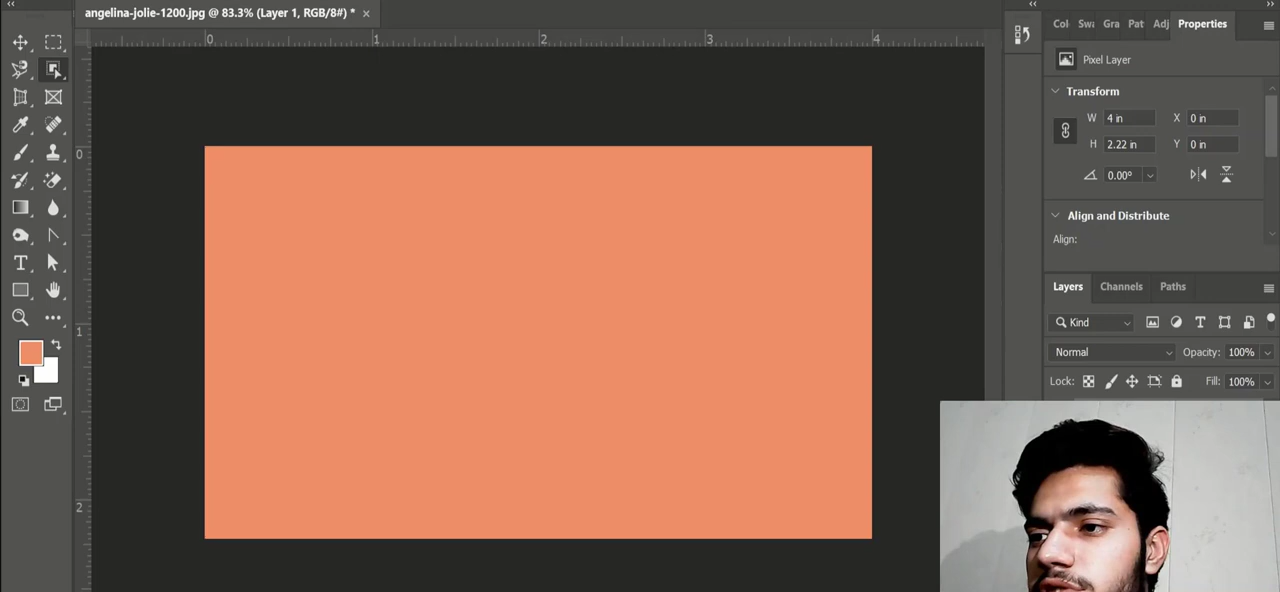 angelina-jolie-1200.jpg @ 83.3% (Layer 1, RGB/8#) * ×
0 1 2 3 4
Col Swa Gra Pat Adj Properties
Pixel Layer
Transform
W 4 in X 0 in
H 2.22 in Y 0 in
0.00°
Align and Distribute
Align:
0
1
2
T
Layers Channels Paths
Kind T
Normal Opacity: 100%
Lock: Fill: 100%